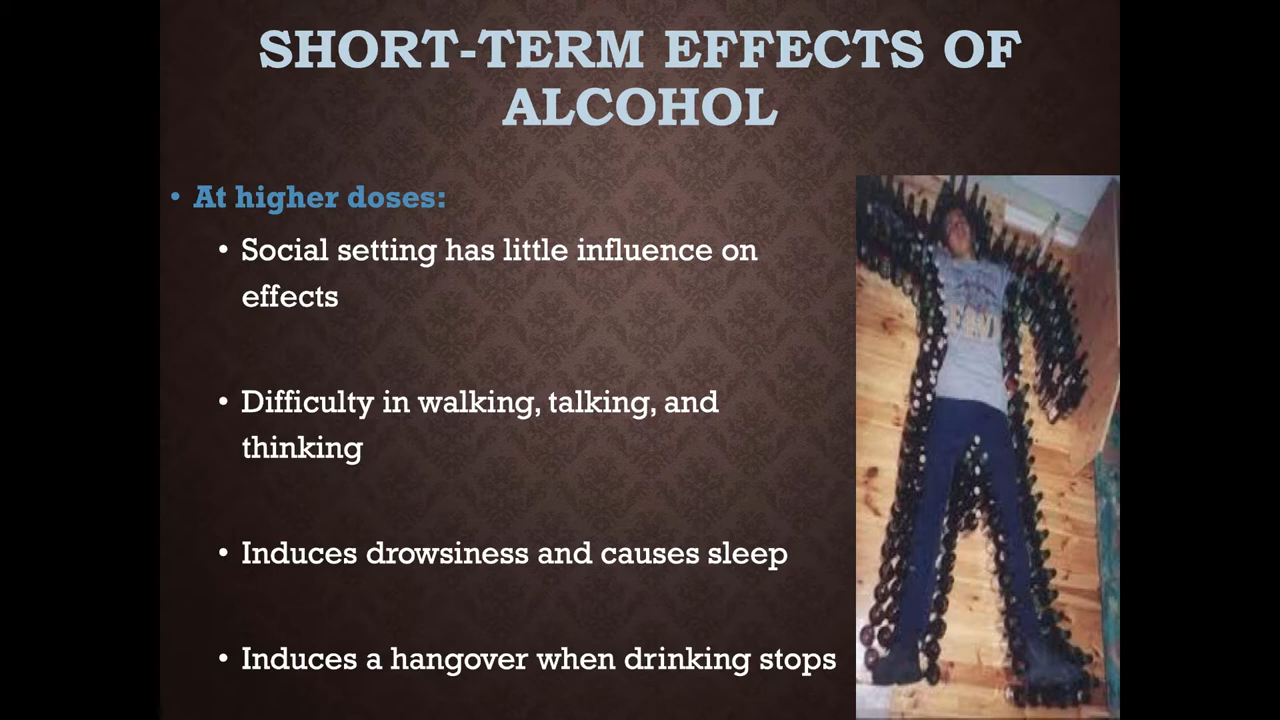 SHORT-TERM EFFECTS OF
ALCOHOL
• At higher doses:
• Social setting has little influence on
effects
• Difficulty in walking, talking, and
thinking
• Induces drowsiness and causes sleep
• Induces a hangover when drinking stops